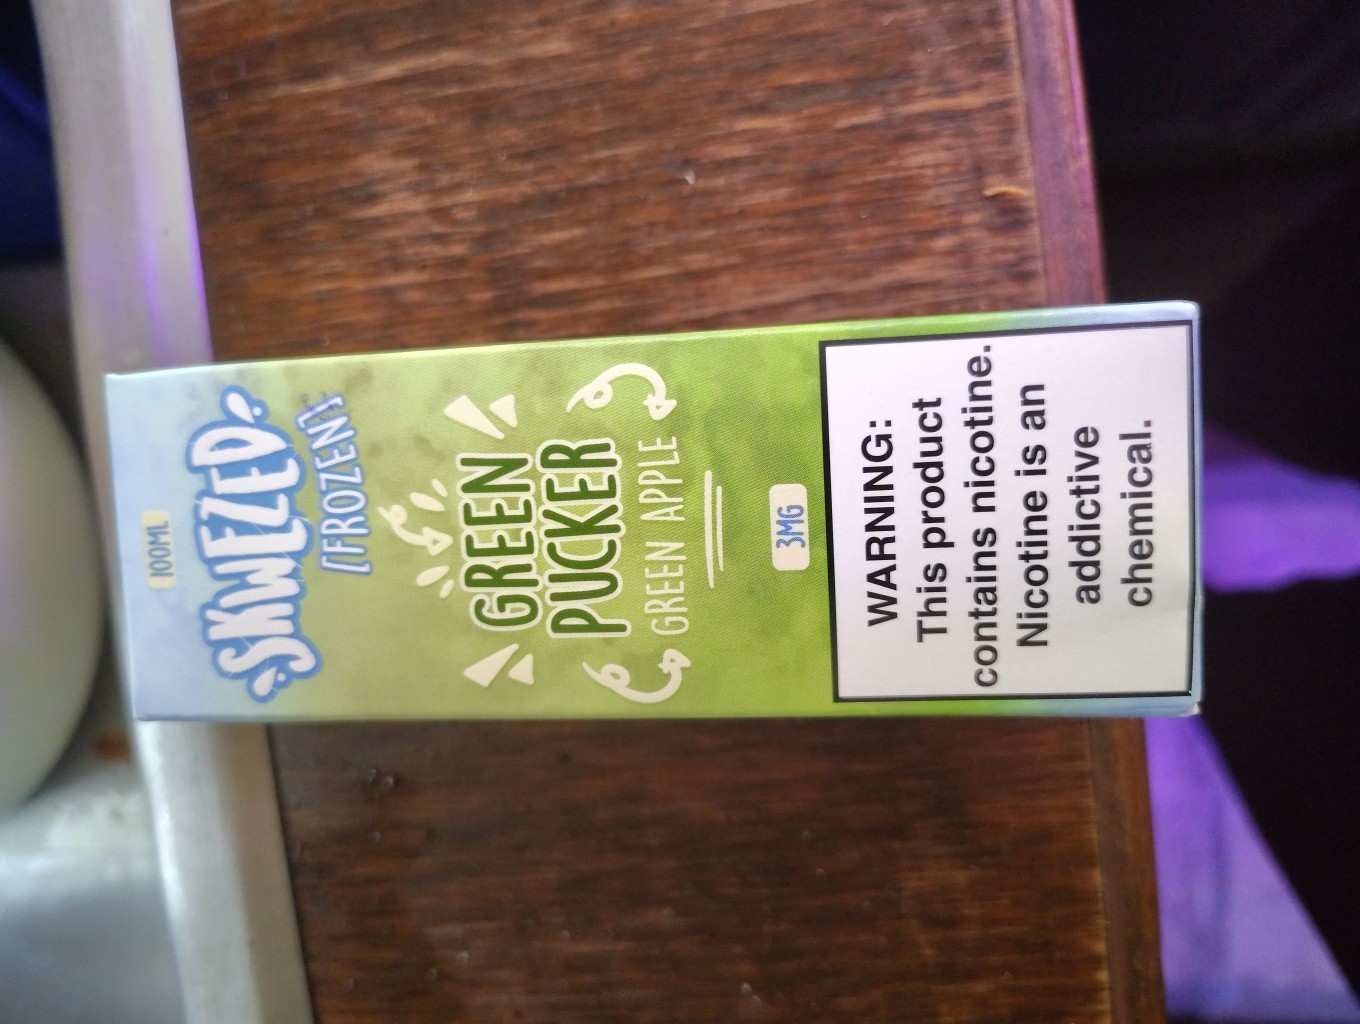 100ML
SKWEZED
[FROZEN]
GREEN
PUCKER
GREEN APPLE
3MG
WARNING:
This product
contains nicotine.
Nicotine is an
addictive
chemical.